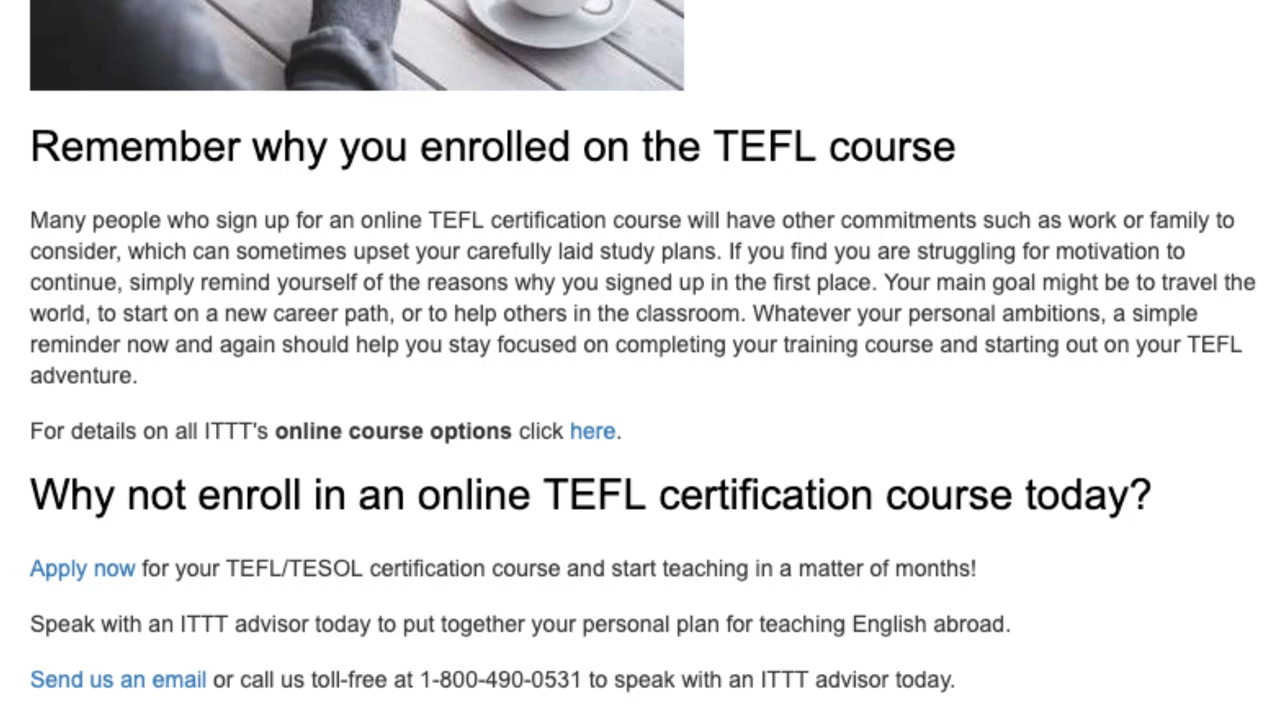 Remember why you enrolled on the TEFL course
Many people who sign up for an online TEFL certification course will have other commitments such as work or family to
consider, which can sometimes upset your carefully laid study plans. If you find you are struggling for motivation to
continue, simply remind yourself of the reasons why you signed up in the first place. Your main goal might be to travel the
world, to start on a new career path, or to help others in the classroom. Whatever your personal ambitions, a simple
reminder now and again should help you stay focused on completing your training course and starting out on your TEFL
adventure.
For details on all ITTT's online course options click here.
Why not enroll in an online TEFL certification course today?
Apply now for your TEFL/TESOL certification course and start teaching in a matter of months!
Speak with an ITTT advisor today to put together your personal plan for teaching English abroad.
Send us an email or call us toll-free at 1-800-490-0531 to speak with an ITTT advisor today.